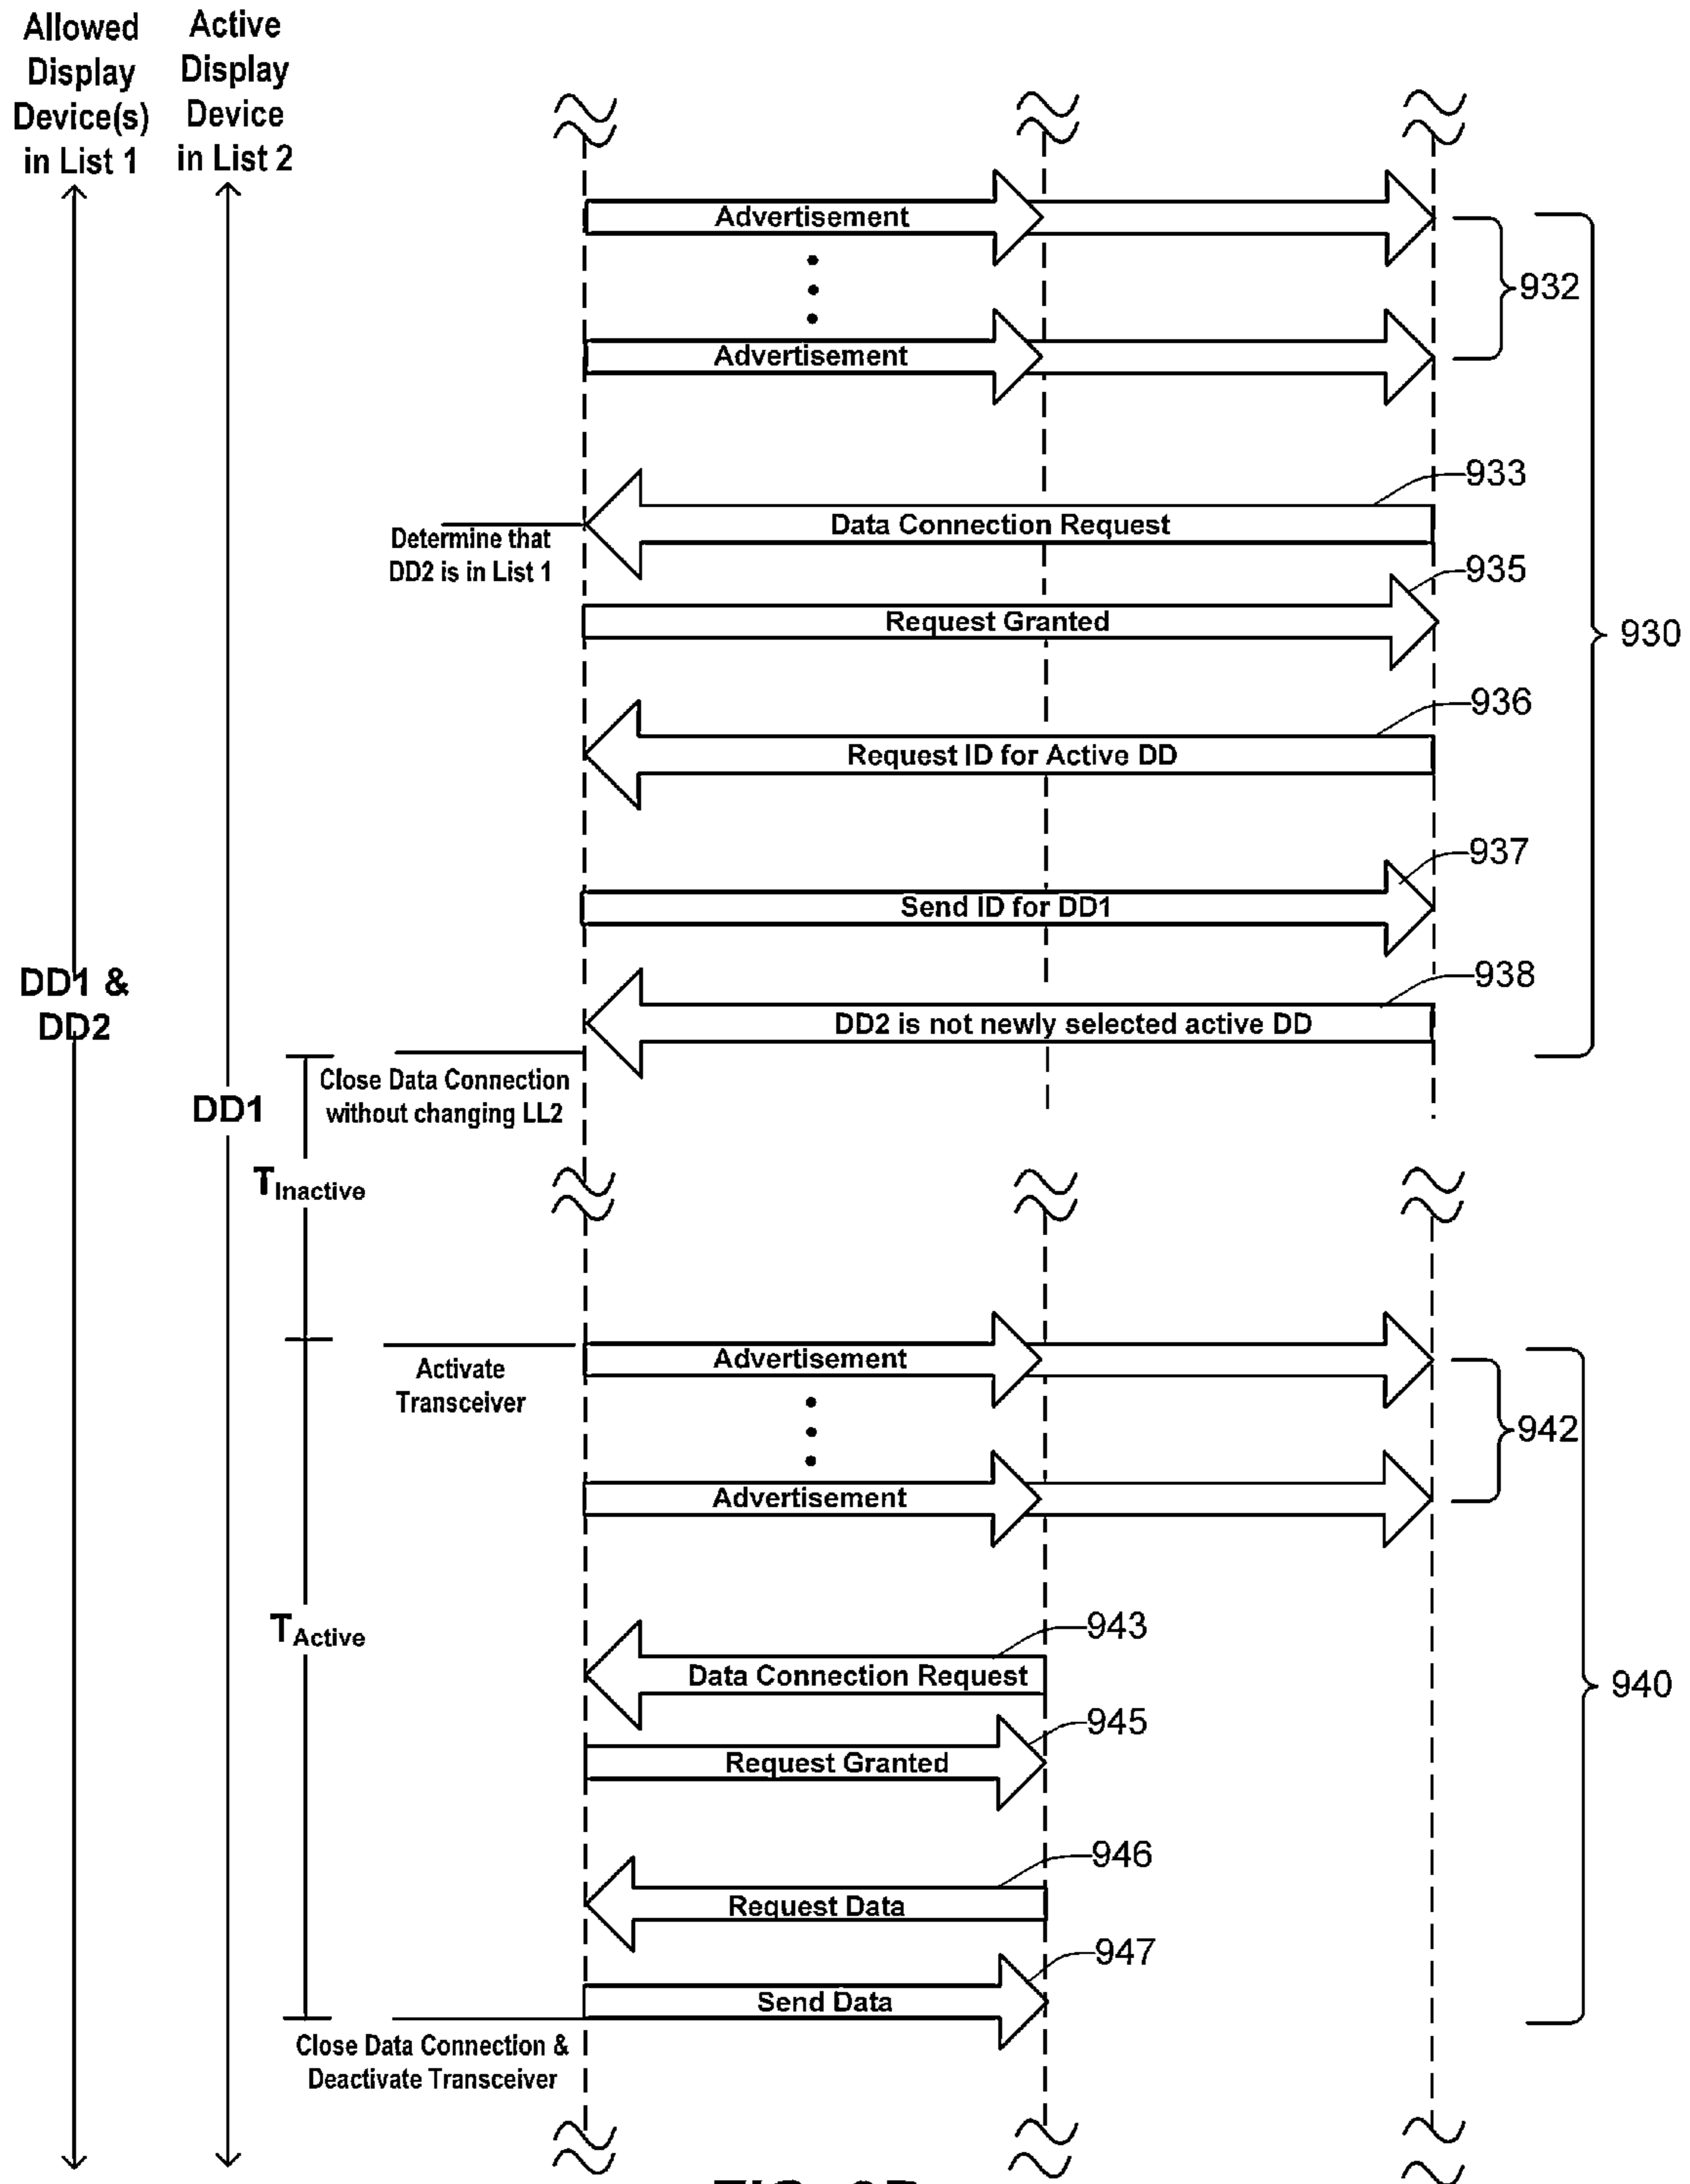 Allowed
Display
Device(s)
in List 1
Active
Display
Device
in List 2
Advertisement
Advertisement
932
933
Data Connection Request
Determine that
DD2 is in List 1
935
Request Granted
930
936
Request ID for Active DD
937
Send ID for DD1
938
DD2 is not newly selected active DD
DD1 &
DD2
Close Data Connection
without changing LL2
DD1
TInactive
Advertisement
Activate
Transceiver
942
Advertisement
TActive
943
Data Connection Request
940
945
Request Granted
946
Request Data
947
Send Data
Close Data Connection &
Deactivate Transceiver